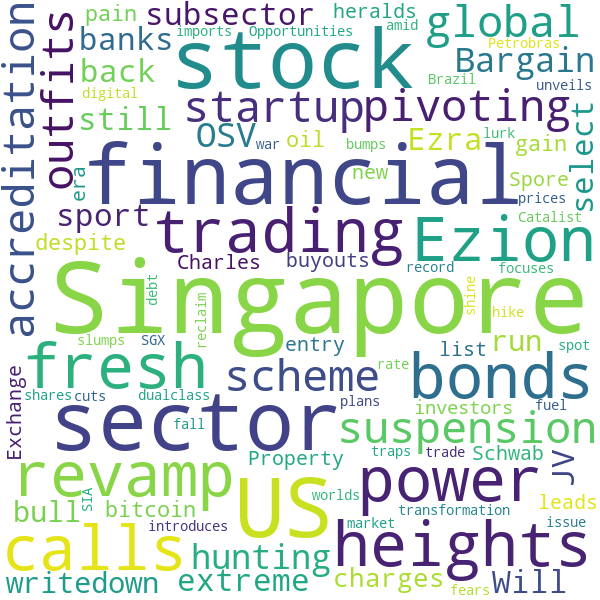 pain
subsector
heralds
imports
Opportunities
amid
global
Petrobras
banks
stock
Bargain
Brazil
unveils
back
digital
startup
pivoting
accreditation
outfits
still
OSV
war
oil
bumps
Ezra
lurk
gain
select
financial
new
Spore
prices
era
sport
trading
Catalist
despite
Charles
buyouts
Ezion
record
focuses
Singapore
debt
reclaim
shine
hike
slumps
SGX
entry
list
run
spot
fresh
scheme
bonds
shares
cuts
dualclass
rate
plans
investors
fuel
Exchange
sector
fall
suspension
traps
trade
Property
Schwab
JV
revamp
US
power
SIA
worlds
transformation
leads
bull
bitcoin
introduces
market
issue
calls
hunting
heights
writedown
extreme
charges
fears
Will